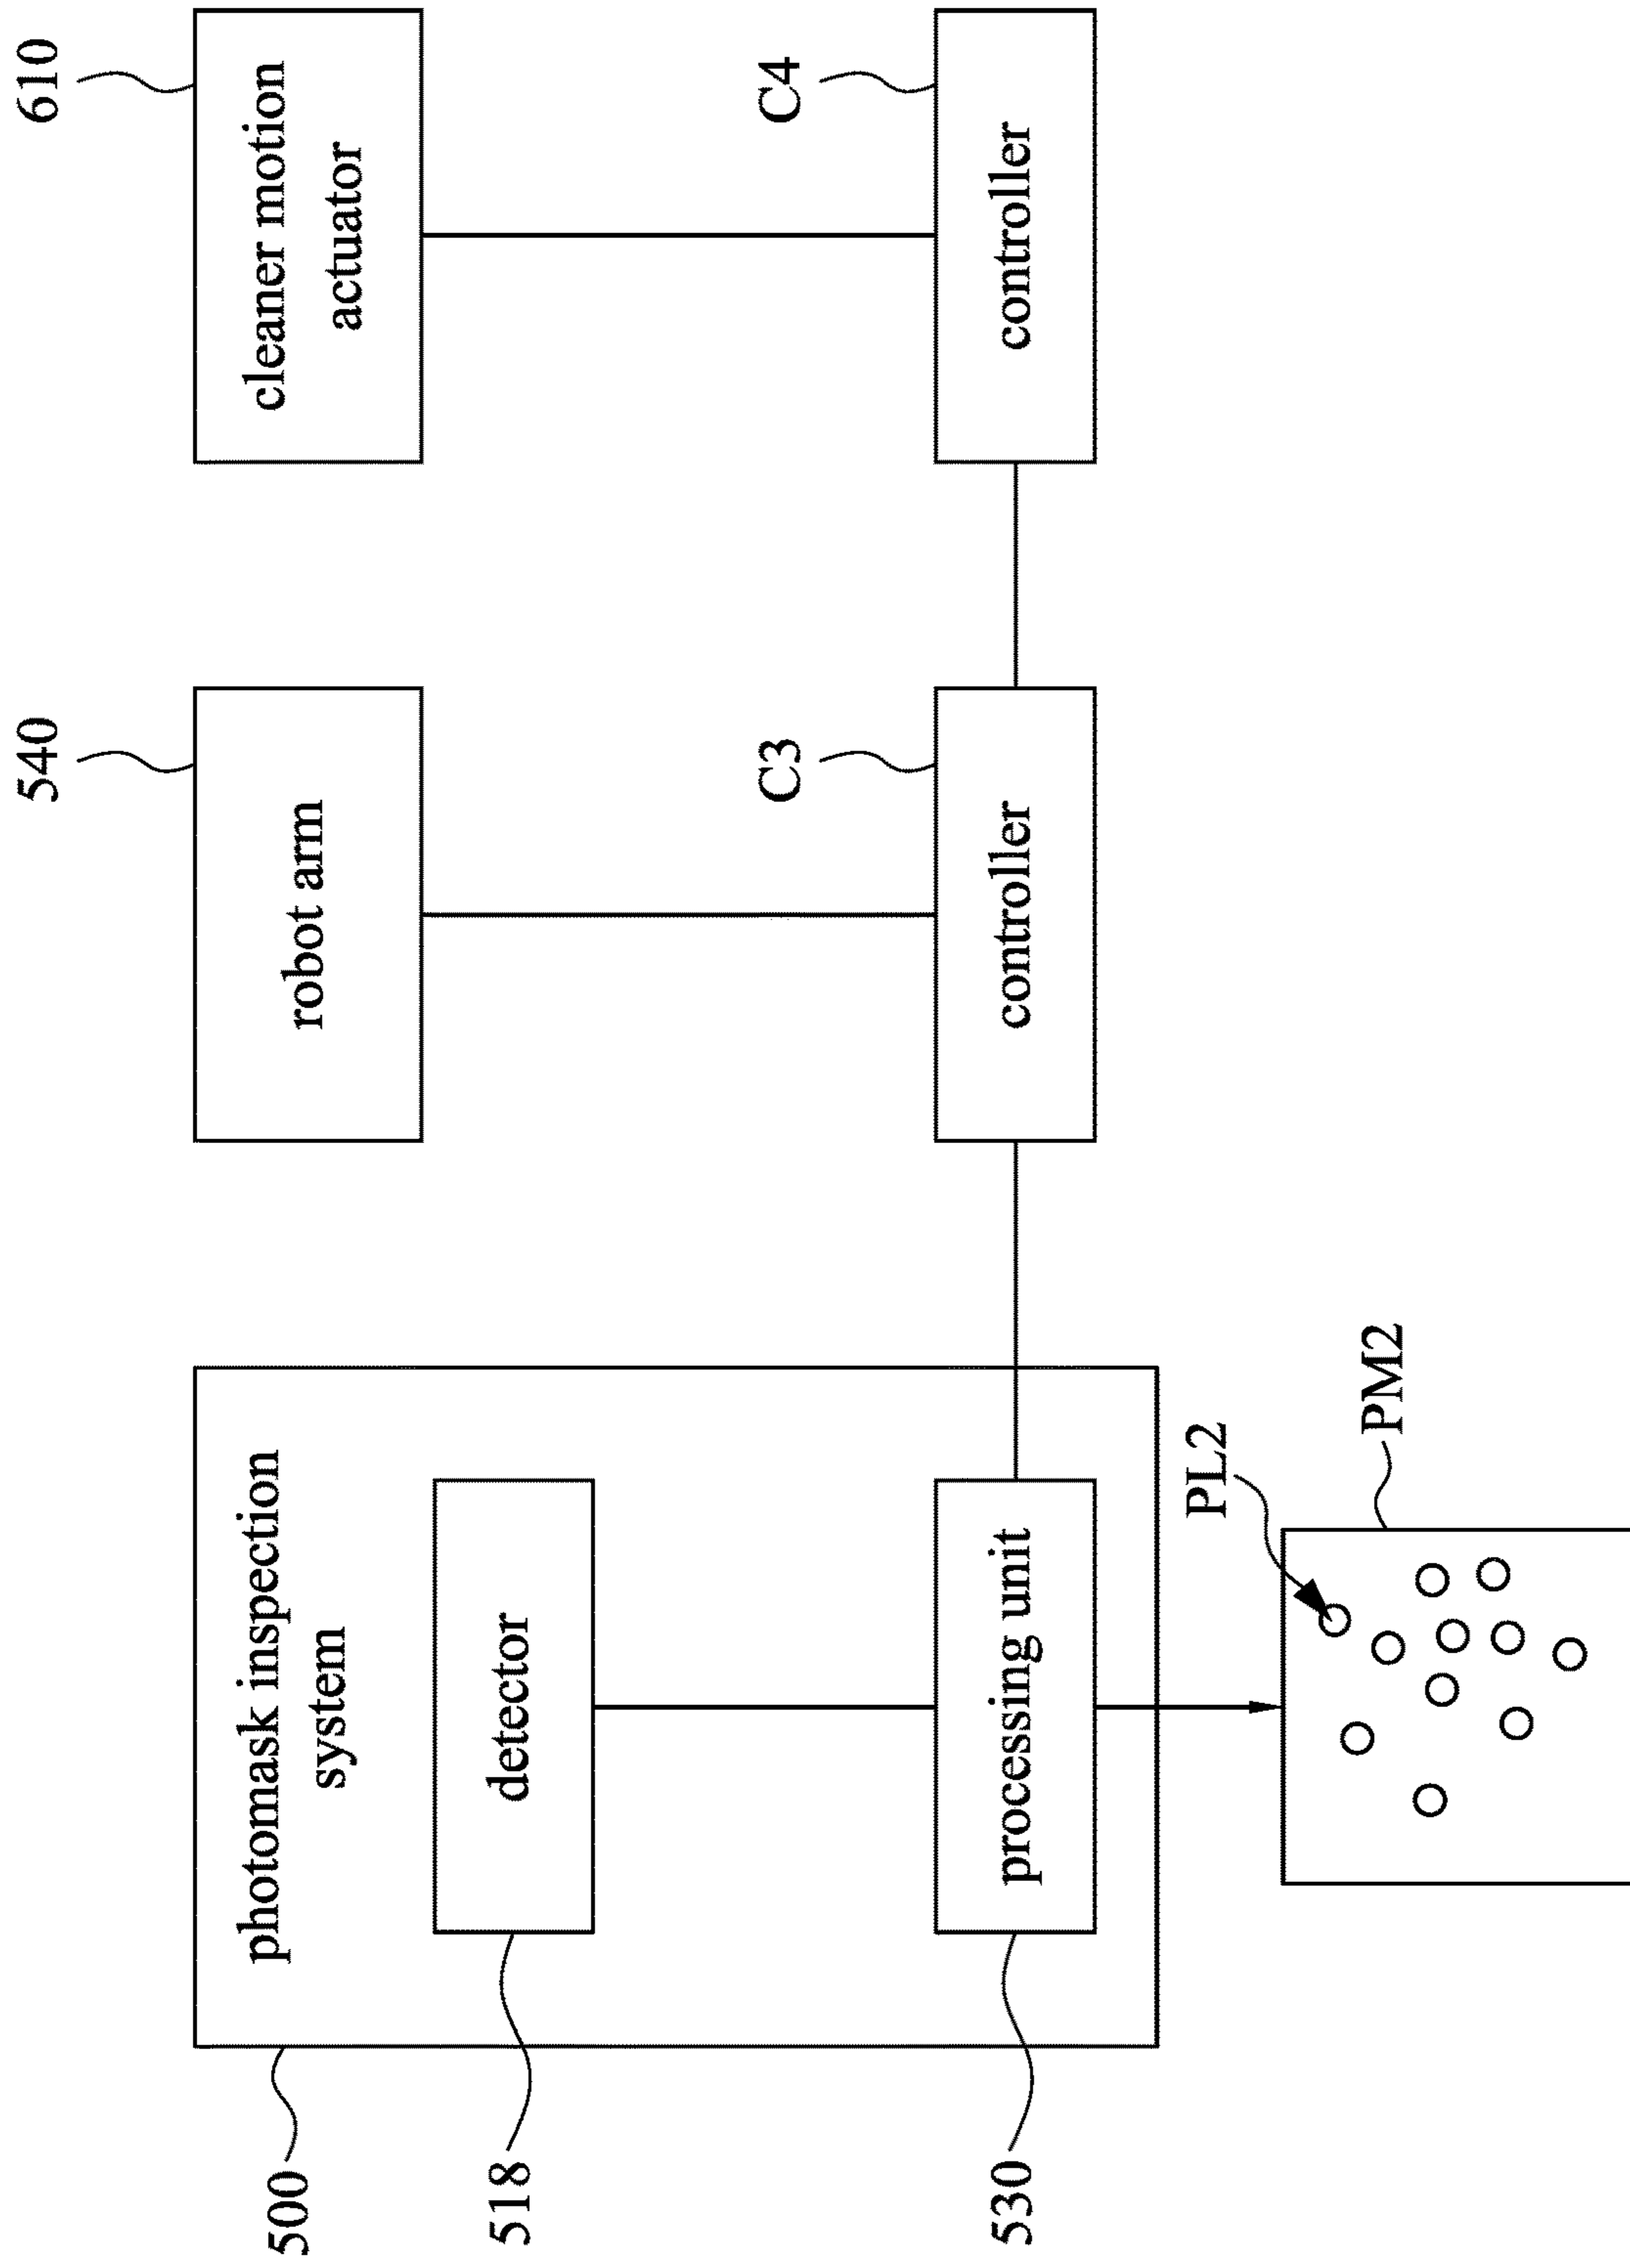 500
photomask inspection
system
518
detector
530
processing unit
PL2
PM2
540
robot arm
C3
controller
610
cleaner motion
actuator
C4
controller